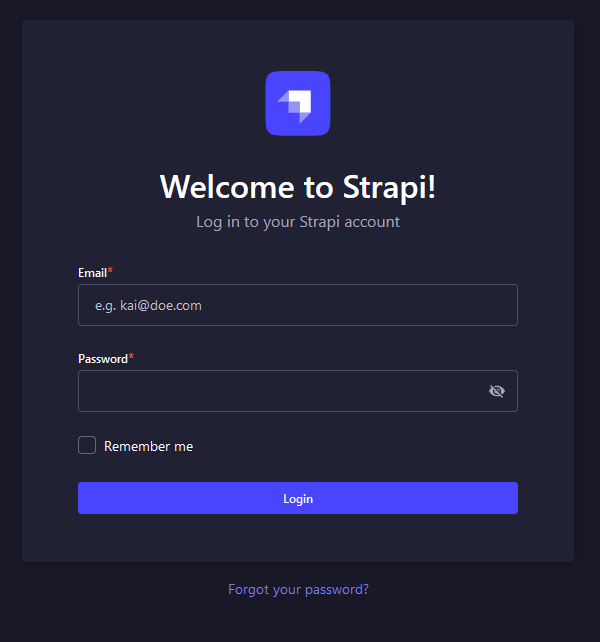 Welcome to Strapi!
Log in to your Strapi account
Email*
e.g. kai@doe.com
Password*
Remember me
Login
Forgot your password?